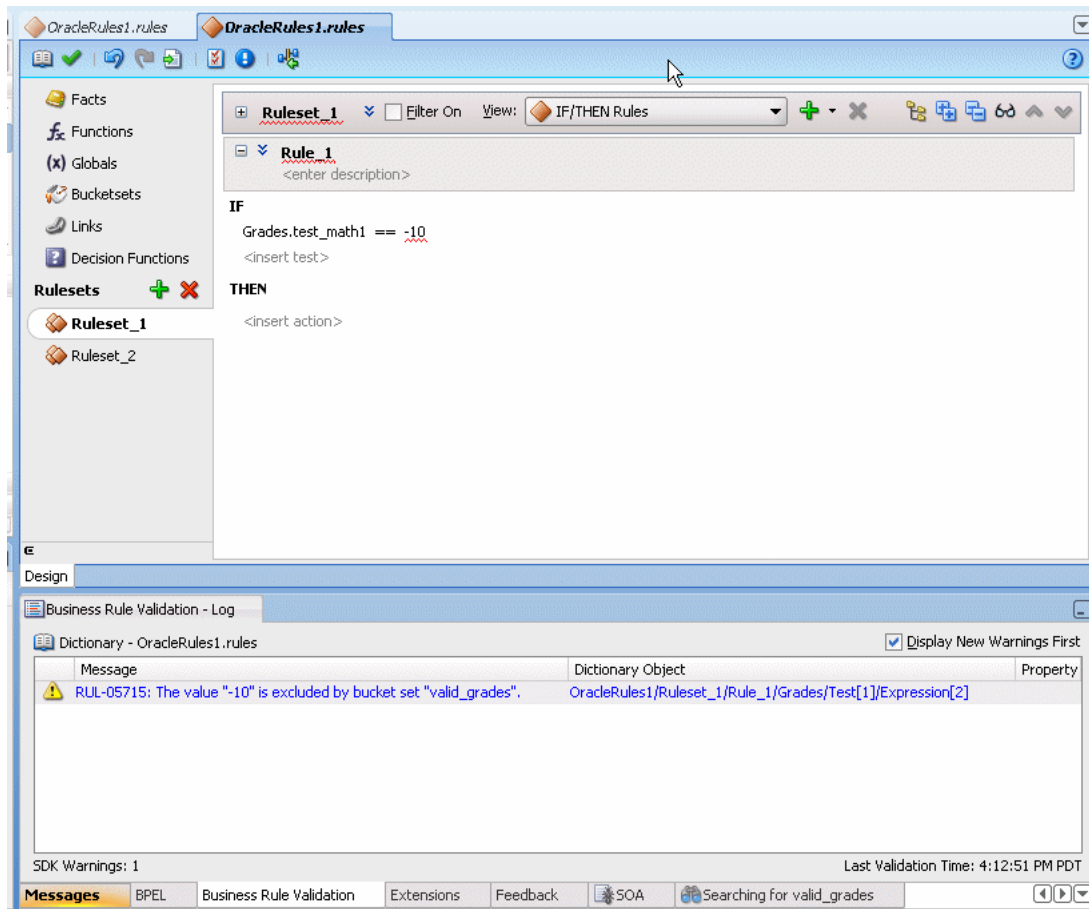 OracleRules1.rules OracleRules1.rules
Facts
Functions
(x) Globals
Bucketsets
Links
Decision Functions
Rulesets
Ruleset_1
Ruleset_2
Ruleset_1 Filter On View: IF/THEN Rules
Rule_1
<enter description>
IF
Grades.test_math1 == -10
<insert test>
THEN
<insert action>
Design
Business Rule Validation - Log
Dictionary - OracleRules1.rules Display New Warnings First
Message Dictionary Object Property
RUL-05715: The value "-10" is excluded by bucket set "valid_grades". OracleRules1/Ruleset_1/Rule_1/Grades/Test[1]/Expression[2]
SDK Warnings: 1 Last Validation Time: 4:12:51 PM PDT
Messages BPEL Business Rule Validation Extensions Feedback SOA Searching for valid_grades